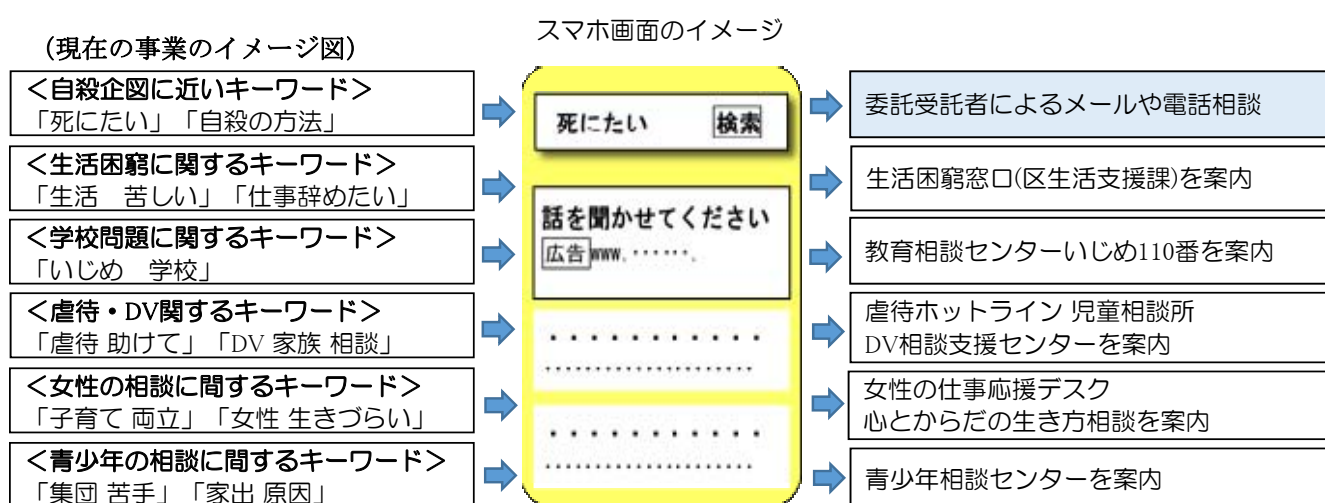 スマホ画面のイメージ
（現在の事業のイメージ図）
＜自殺企図に近いキーワード＞
「死にたい」「自殺の方法」
＜生活困窮に関するキーワード＞
「生活　苦しい」「仕事辞めたい」
＜学校問題に関するキーワード＞
「いじめ　学校」
＜虐待・DV関するキーワード＞
「虐待 助けて」「DV 家族 相談」
＜女性の相談に間するキーワード＞
「子育て 両立」「女性 生きづらい」
＜青少年の相談に間するキーワード＞
「集団 苦手」「家出 原因」
死にたい　検索
話を聞かせてください
広告www.‥‥‥.
・・・・・・・・・・・
・・・・・・・・・・・・・・・・・・・・
・・・・・・・・・・・
・・・・・・・・・・・・・・・・・・・・
委託受託者によるメールや電話相談
生活困窮窓口(区生活支援課)を案内
教育相談センターいじめ110番を案内
虐待ホットライン 児童相談所
DV相談支援センターを案内
女性の仕事応援デスク
心とからだの生き方相談を案内
青少年相談センターを案内